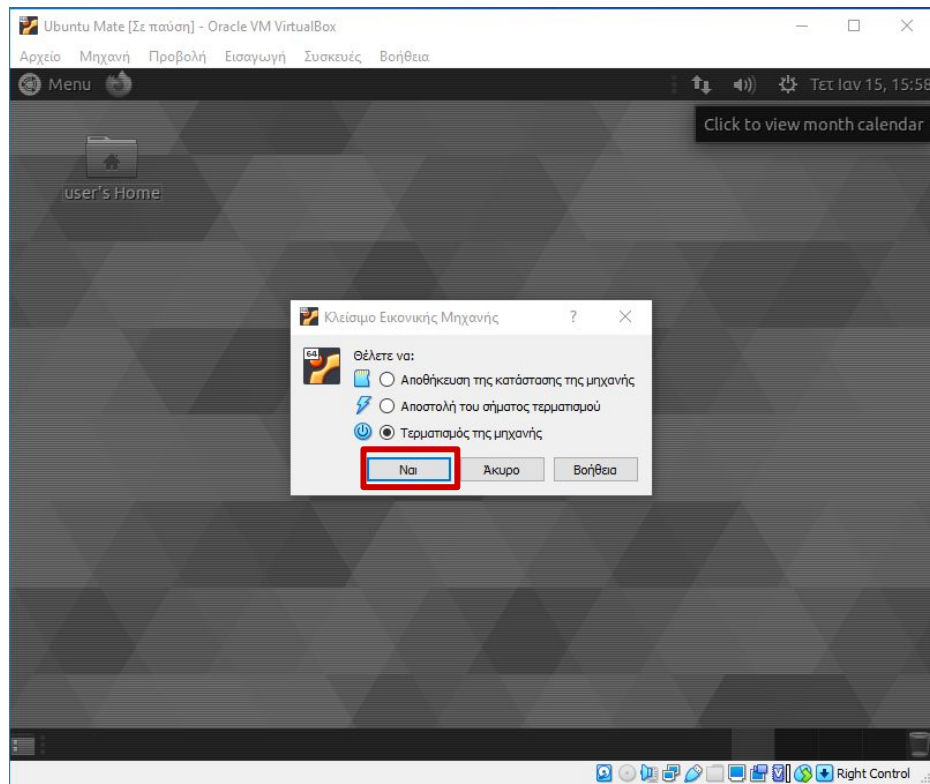 Ubuntu Mate [Σε παύση] - Oracle VM VirtualBox
Αρχείο Μηχανή Προβολή Εισαγωγή Συσκευές Βοήθεια
Menu Τετ Ιαν 15, 15:58
Click to view month calendar
user's Home
Κλείσιμο Εικονικής Μηχανής ?
64 Θέλετε να:
Αποθήκευση της κατάστασης της μηχανής
Αποστολή του σήματος τερματισμού
Τερματισμός της μηχανής
Ναι Άκυρο Βοήθεια
Right Control